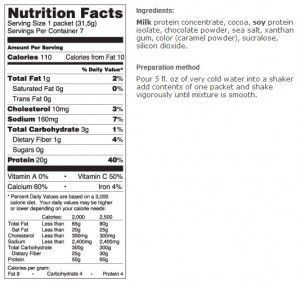 Nutrition Facts
Serving Size 1 packet (31,5g)
Servings Per Container 7
Amount Per Serving
Calories 110 Calories from Fat 10
% Daily Value*
Total Fat 1g 2%
Saturated Fat 0g 0%
Trans Fat 0g
Cholesterol 10mg 3%
Sodium 160mg 7%
Total Carbohydrate 3g 1%
Dietary Fiber 1g 4%
Sugars 0g
Protein 20g 40%
Vitamin A 0% • Vitamin C 50%
Calcium 60% • Iron 4%
* Percent Daily Values are based on a 2,000
calorie diet. Your daily values may be higher
or lower depending on your calorie needs:
Calories: 2,000 2,500
Total Fat Less than 65g 80g
Sat Fat Less than 20g 25g
Cholesterol Less than 300mg 300mg
Sodium Less than 2,400mg 2,400mg
Total Carbohydrate 300g 300g
Dietary Fiber 25g 30g
Protein 50g 65g
Calories per gram:
Fat 9 • Carbohydrate 4 • Protein 4
Ingredients:
Milk protein concentrate, cocoa, soy protein
isolate, chocolate powder, sea salt, xanthan
gum, color (caramel powder), sucralose,
silicon dioxide.
Preparation method
Pour 5 fl. oz of very cold water into a shaker
add contents of one packet and shake
vigorously until mixture is smooth.